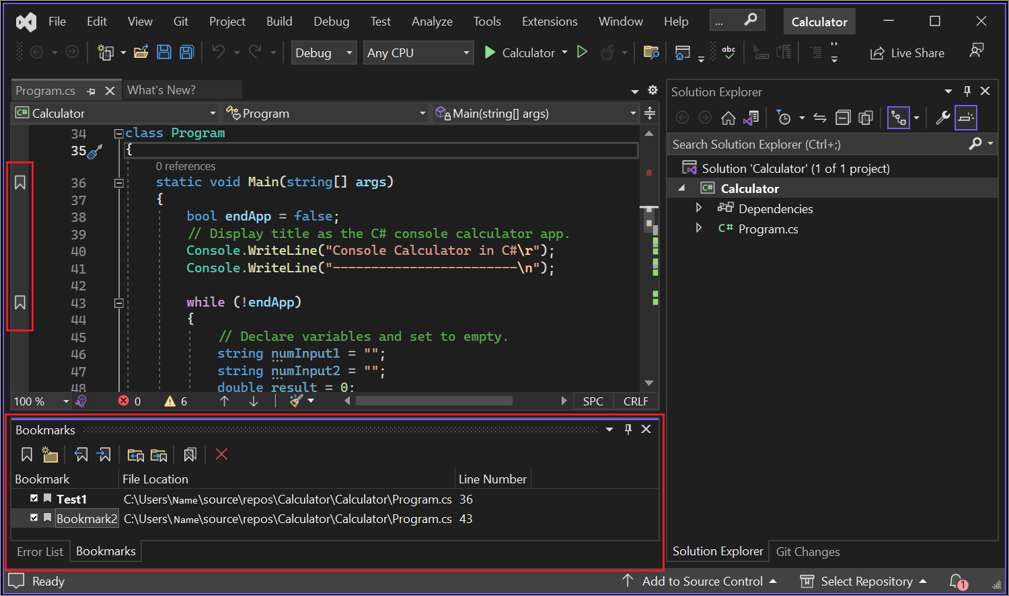 File Edit View Git Project Build Debug Test Analyze Tools Extensions Window Help ... Calculator
Debug Any CPU Calculator abc Live Share
Program.cs What's New?
Calculator Program Main(string[] args)
34 class Program
35 {
0 references
36 static void Main(string[] args)
37 {
38 bool endApp = false;
39 // Display title as the C# console calculator app.
40 Console.WriteLine("Console Calculator in C#\r");
41 Console.WriteLine("------------------------\n");
42
43 while (!endApp)
44 {
45 // Declare variables and set to empty.
46 string numInput1 = "";
47 string numInput2 = "";
48 double result = 0;
100 % 0 6 SPC CRLF
Solution Explorer
Search Solution Explorer (Ctrl+;)
Solution 'Calculator' (1 of 1 project)
C# Calculator
Dependencies
C# Program.cs
Bookmarks
Bookmark File Location Line Number
Test1 C:\Users\Name\source\repos\Calculator\Calculator\Program.cs 36
Bookmark2 C:\Users\Name\source\repos\Calculator\Calculator\Program.cs 43
Error List Bookmarks
Solution Explorer Git Changes
Ready Add to Source Control Select Repository 1